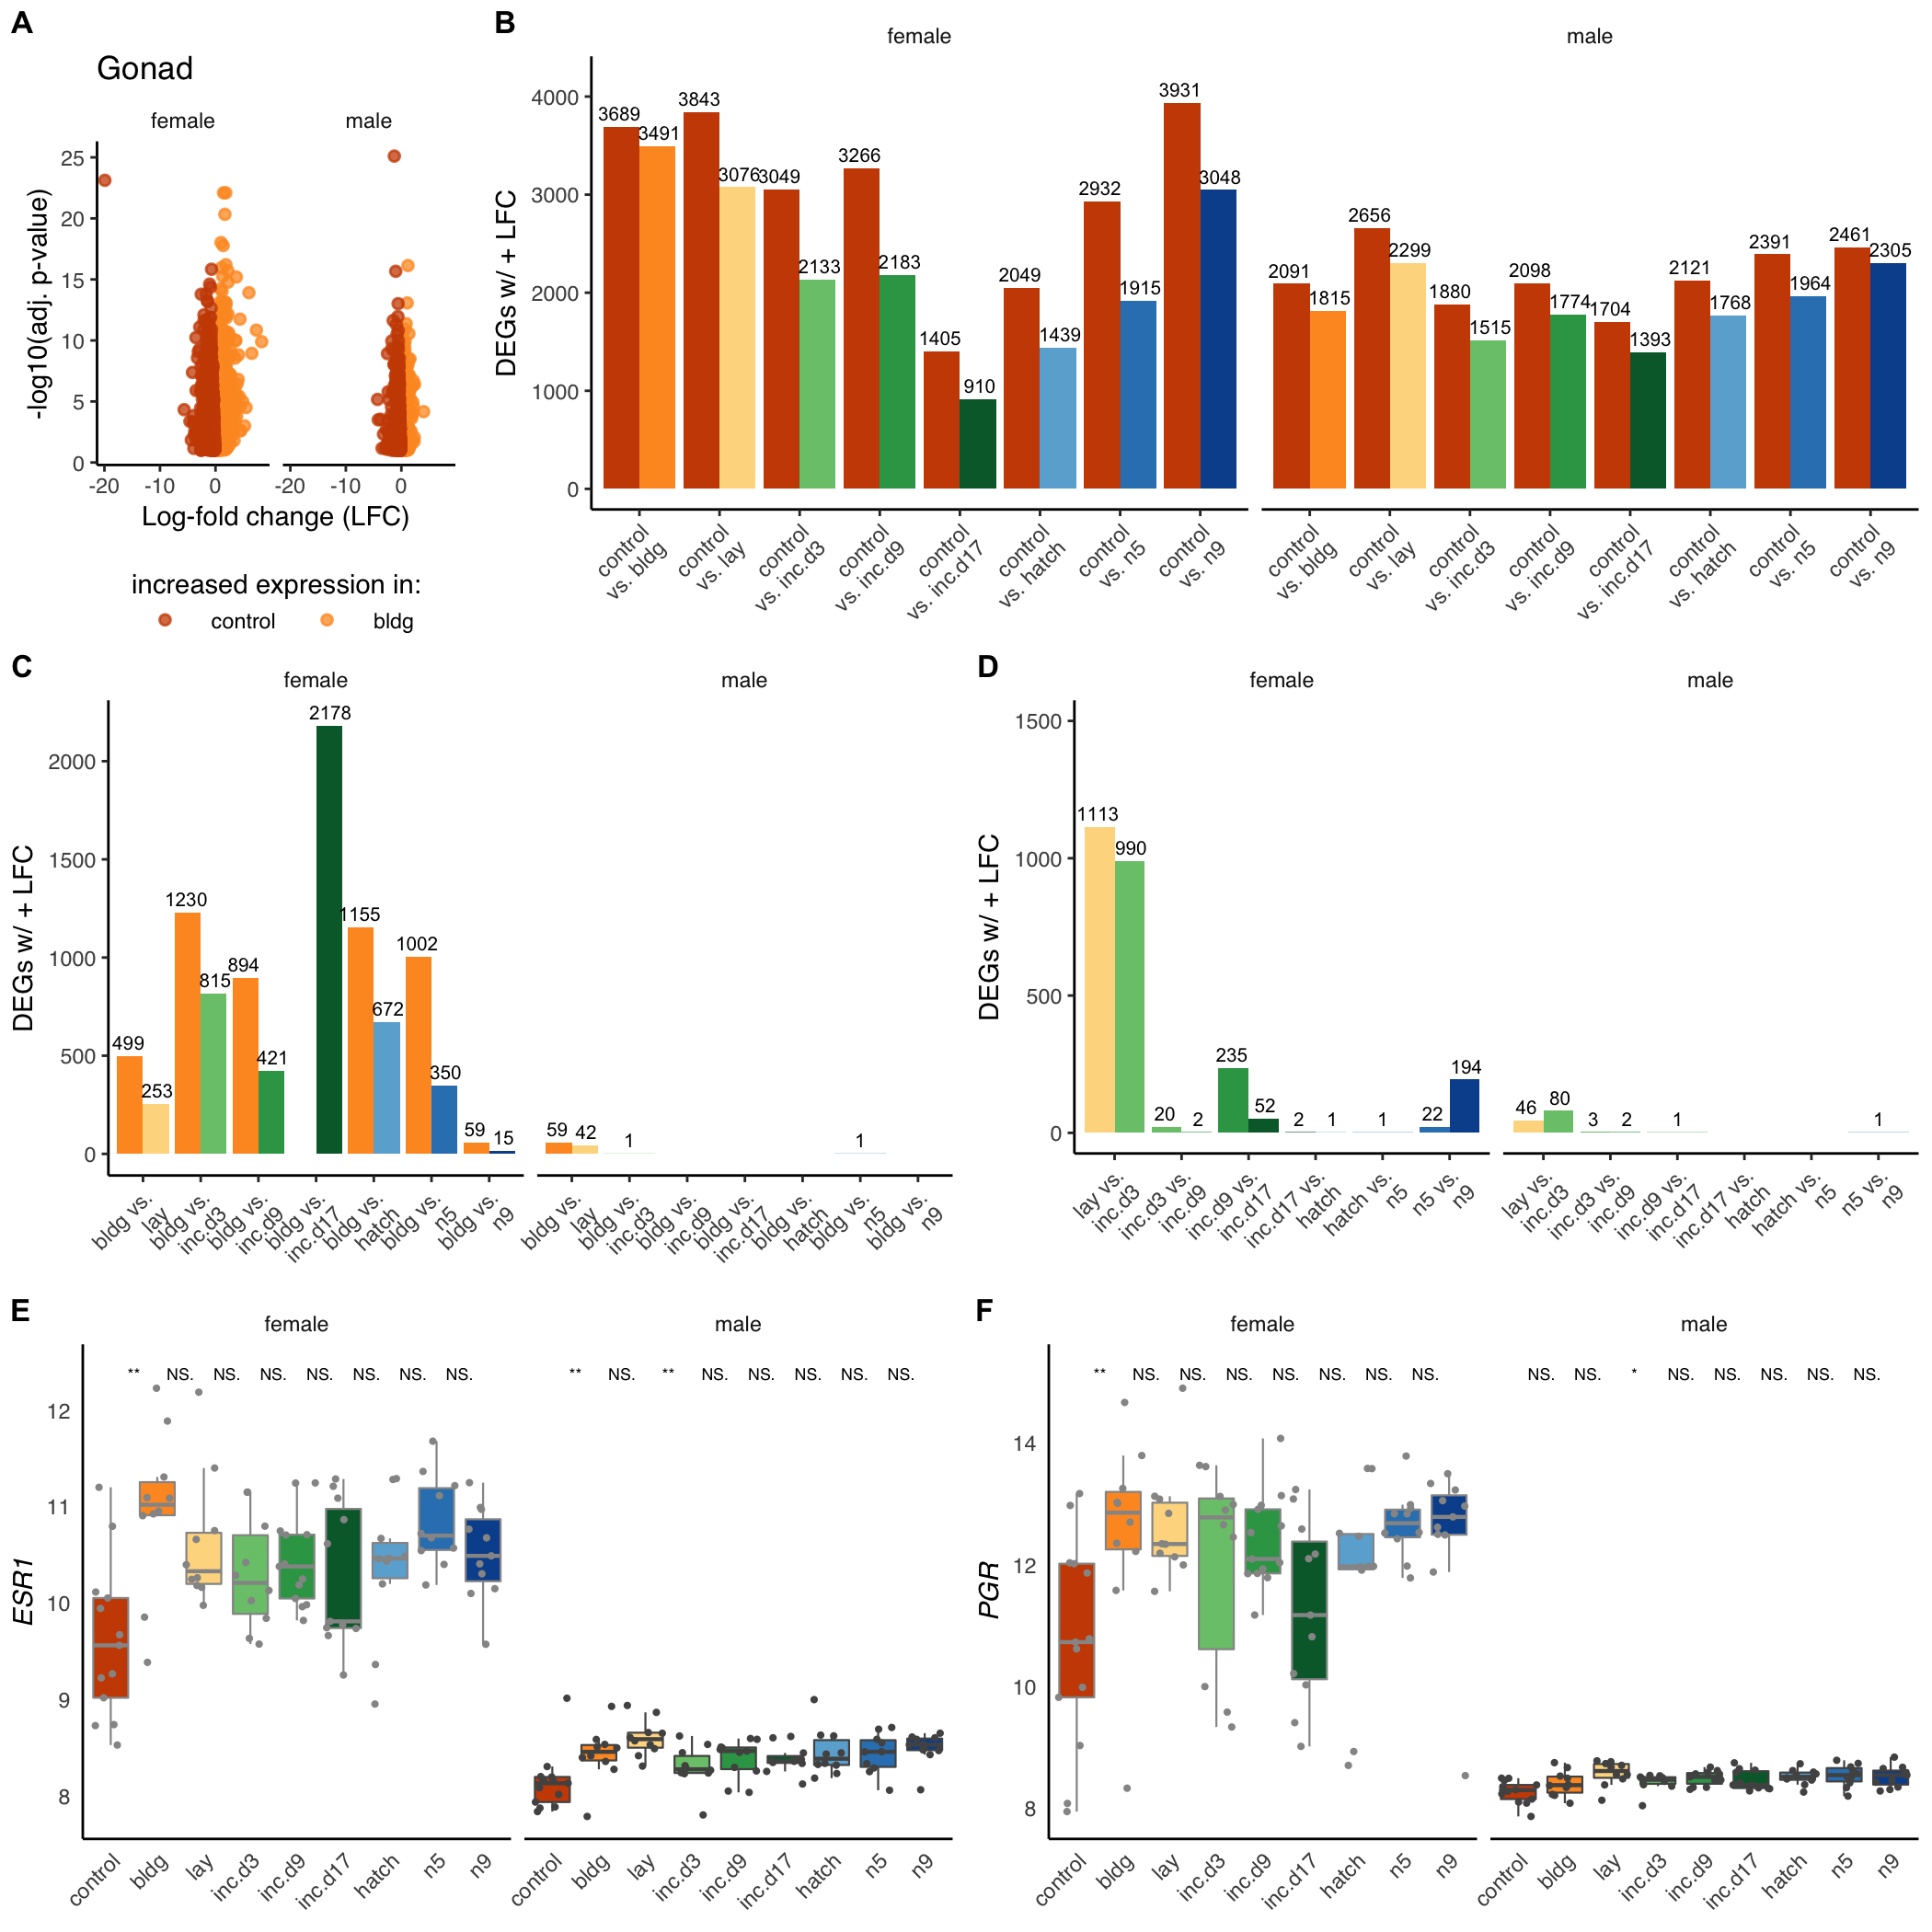 A
Gonad
female
male
-log10(adj. p-value)
25
20
15
10
5
0
-20
-10
0
-20
-10
0
Log-fold change (LFC)
increased expression in:
control
bldg
B
female
male
DEGs w/ + LFC
4000
3000
2000
1000
0
3689
3491
3843
3076
3049
2133
3266
2183
1405
910
2049
1439
2932
1915
3931
3048
2091
1815
2656
2299
1880
1515
2098
1774
1704
1393
2121
1768
2391
1964
2461
2305
control
vs. bldg
control
vs. lay
control
vs. inc.d3
control
vs. inc.d9
control
vs. inc.d17
control
vs. hatch
control
vs. n5
control
vs. n9
control
vs. bldg
control
vs. lay
control
vs. inc.d3
control
vs. inc.d9
control
vs. inc.d17
control
vs. hatch
control
vs. n5
control
vs. n9
C
female
male
DEGs w/ + LFC
2000
1500
1000
500
0
499
253
1230
815
894
421
2178
1155
672
1002
350
59
15
59
42
1
1
bldg vs.
lay
bldg vs.
inc.d3
bldg vs.
inc.d9
bldg vs.
inc.d17
bldg vs.
hatch
bldg vs.
n5
bldg vs.
n9
bldg vs.
lay
bldg vs.
inc.d3
bldg vs.
inc.d9
bldg vs.
inc.d17
bldg vs.
hatch
bldg vs.
n5
bldg vs.
n9
D
female
male
DEGs w/ + LFC
1500
1000
500
0
1113
990
20
2
235
52
2
1
1
22
194
46
80
3
2
1
1
lay vs.
inc.d3
inc.d3 vs.
inc.d9
inc.d9 vs.
inc.d17
inc.d17 vs.
hatch
hatch vs.
n5
n5 vs.
n9
lay vs.
inc.d3
inc.d3 vs.
inc.d9
inc.d9 vs.
inc.d17
inc.d17 vs.
hatch
hatch vs.
n5
n5 vs.
n9
E
female
male
** NS. NS. NS. NS. NS. NS. NS.
** NS. ** NS. NS. NS. NS. NS.
ESR1
12
11
10
9
8
control
bldg
lay
inc.d3
inc.d9
inc.d17
hatch
n5
n9
control
bldg
lay
inc.d3
inc.d9
inc.d17
hatch
n5
n9
F
female
male
** NS. NS. NS. NS. NS. NS. NS.
NS. NS. * NS. NS. NS. NS. NS.
PGR
14
12
10
8
control
bldg
lay
inc.d3
inc.d9
inc.d17
hatch
n5
n9
control
bldg
lay
inc.d3
inc.d9
inc.d17
hatch
n5
n9